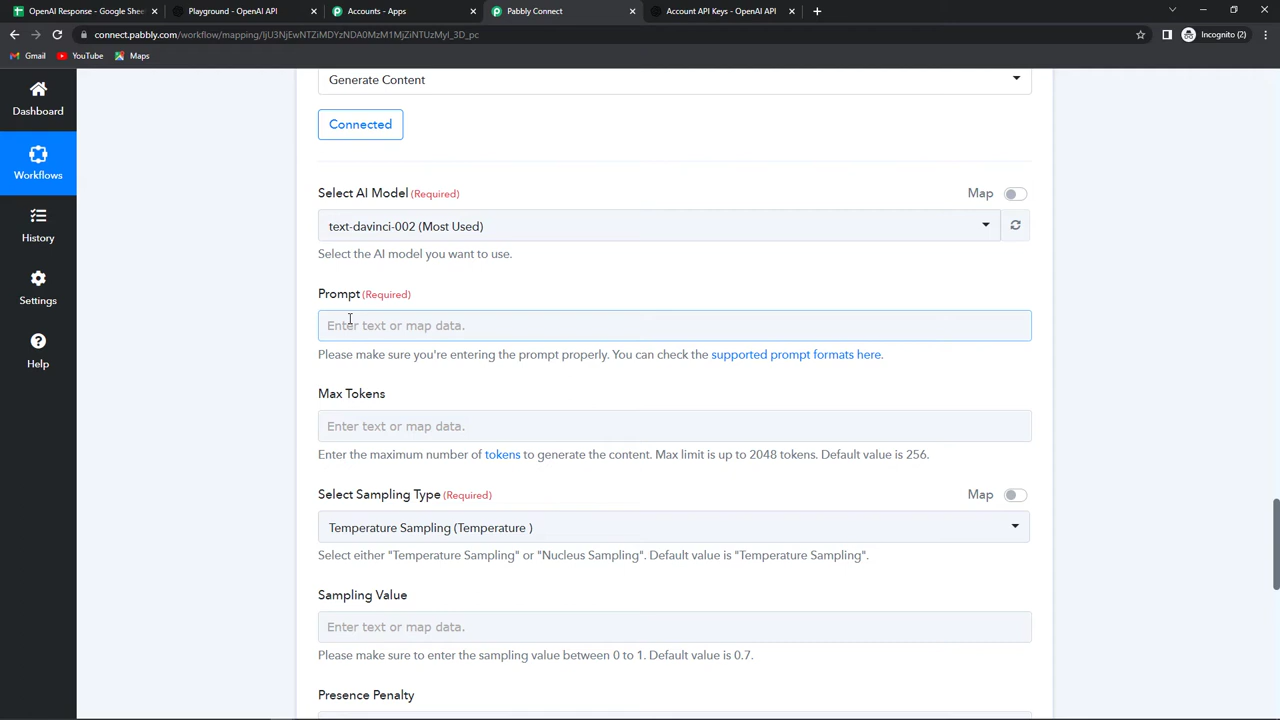 OpenAI Response - Google Shee
Playground - OpenAI API
Accounts - Apps
Pabbly Connect
Account API Keys - OpenAI API
connect.pabbly.com/workflow/mapping/IjU3NjEwNTZiMDYzNDA0MzM1MjZiNTUzMyI_3D_pc
Incognito (2)
Gmail
YouTube
Maps
Dashboard
Workflows
History
Settings
Help
Generate Content
Connected
Select AI Model (Required)
Map
text-davinci-002 (Most Used)
Select the AI model you want to use.
Prompt (Required)
Enter text or map data.
Please make sure you're entering the prompt properly. You can check the supported prompt formats here.
Max Tokens
Enter text or map data.
Enter the maximum number of tokens to generate the content. Max limit is up to 2048 tokens. Default value is 256.
Select Sampling Type (Required)
Map
Temperature Sampling (Temperature )
Select either "Temperature Sampling" or "Nucleus Sampling". Default value is "Temperature Sampling".
Sampling Value
Enter text or map data.
Please make sure to enter the sampling value between 0 to 1. Default value is 0.7.
Presence Penalty